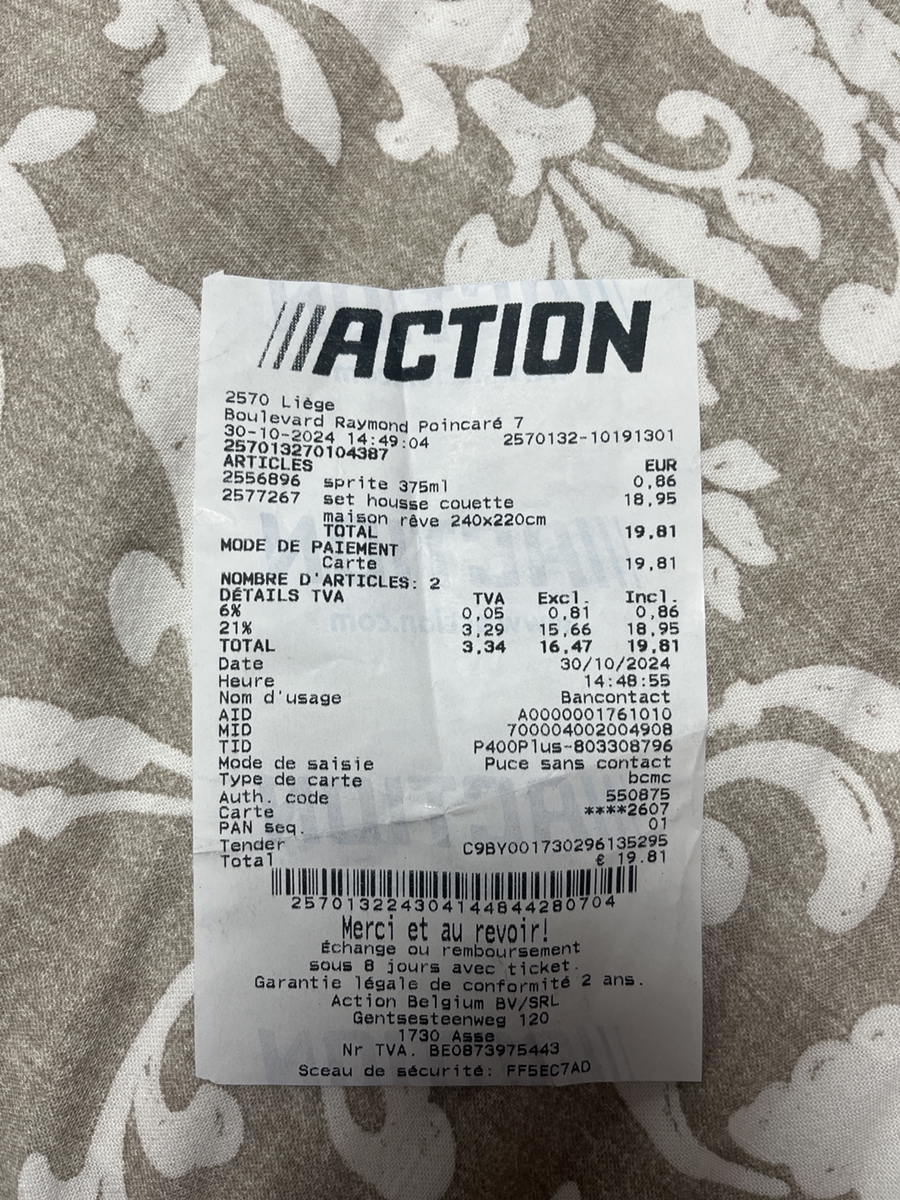 ACTION
2570 Liège
Boulevard Raymond Poincaré 7
30-10-2024 14:49:04 2570132-10191301
257013270104387
ARTICLES EUR
2556896 sprite 375ml 0,86
2577267 set housse couette 18,95
maison rêve 240x220cm
TOTAL 19,81
MODE DE PAIEMENT
Carte 19,81
NOMBRE D'ARTICLES: 2
DÉTAILS TVA TVA Excl. Incl.
6% 0,05 0,81 0,86
21% 3,29 15,66 18,95
TOTAL 3,34 16,47 19,81
Date 30/10/2024
Heure 14:48:55
Nom d'usage Bancontact
AID A0000001761010
MID 700004002004908
TID P400Plus-803308796
Mode de saisie Puce sans contact
Type de carte bcmc
Auth. code 550875
Carte ****2607
PAN seq. 01
Tender C9BY001730296135295
Total € 19.81
257013224304144844280704
Merci et au revoir!
Échange ou remboursement
sous 8 jours avec ticket.
Garantie légale de conformité 2 ans.
Action Belgium BV/SRL
Gentsesteenweg 120
1730 Asse
Nr TVA. BE0873975443
Sceau de sécurité: FF5EC7AD